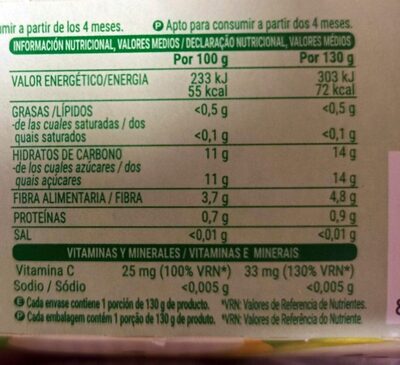 mir a partir de los 4 meses. Ⓟ Apto para consumir a partir dos 4 meses.
INFORMACIÓN NUTRICIONAL, VALORES MEDIOS / DECLARAÇÃO NUTRICIONAL, VALORES MÉDIOS
Por 100 g Por 130 g
VALOR ENERGÉTICO/ENERGIA 233 kJ 303 kJ
55 kcal 72 kcal
GRASAS /LÍPIDOS <0,5 g <0,5 g
-de las cuales saturadas / dos
quais saturados <0,1 g <0,1 g
HIDRATOS DE CARBONO 11 g 14 g
-de los cuales azúcares / dos
quais açúcares 11 g 14 g
FIBRA ALIMENTARIA / FIBRA 3,7 g 4,8 g
PROTEÍNAS 0,7 g 0,9 g
SAL <0,01 g <0,01 g
VITAMINAS Y MINERALES / VITAMINAS E MINERAIS
Vitamina C 25 mg (100% VRN*) 33 mg (130% VRN*)
Sodio / Sódio <0,005 g <0,005 g
Ⓔ Cada envase contiene 1 porción de 130 g de producto. *VRN: Valores de Referencia de Nutrientes.
Ⓟ Cada embalagem contém 1 porção de 130 g do produto. *VRN: Valores de Referência do Nutriente.
8